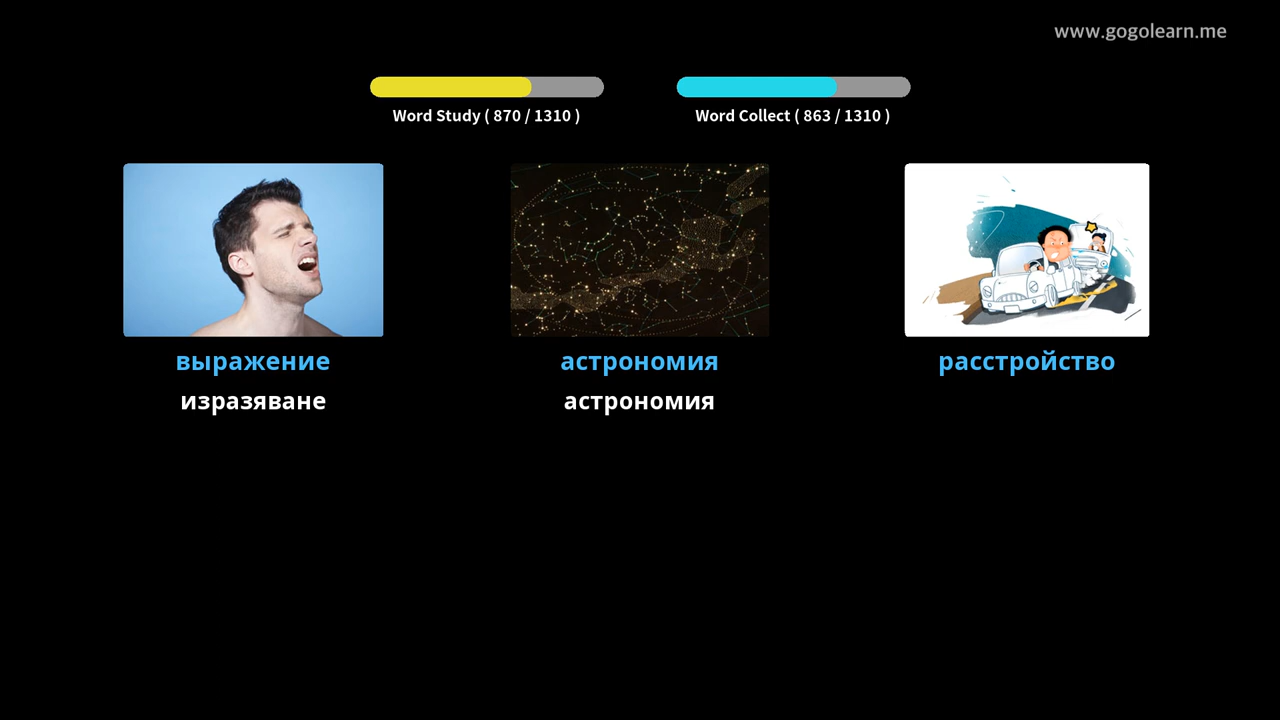 www.gogolearn.me
Word Study ( 870 / 1310 )
Word Collect ( 863 / 1310 )
выражение
изразяване
астрономия
астрономия
расстройство